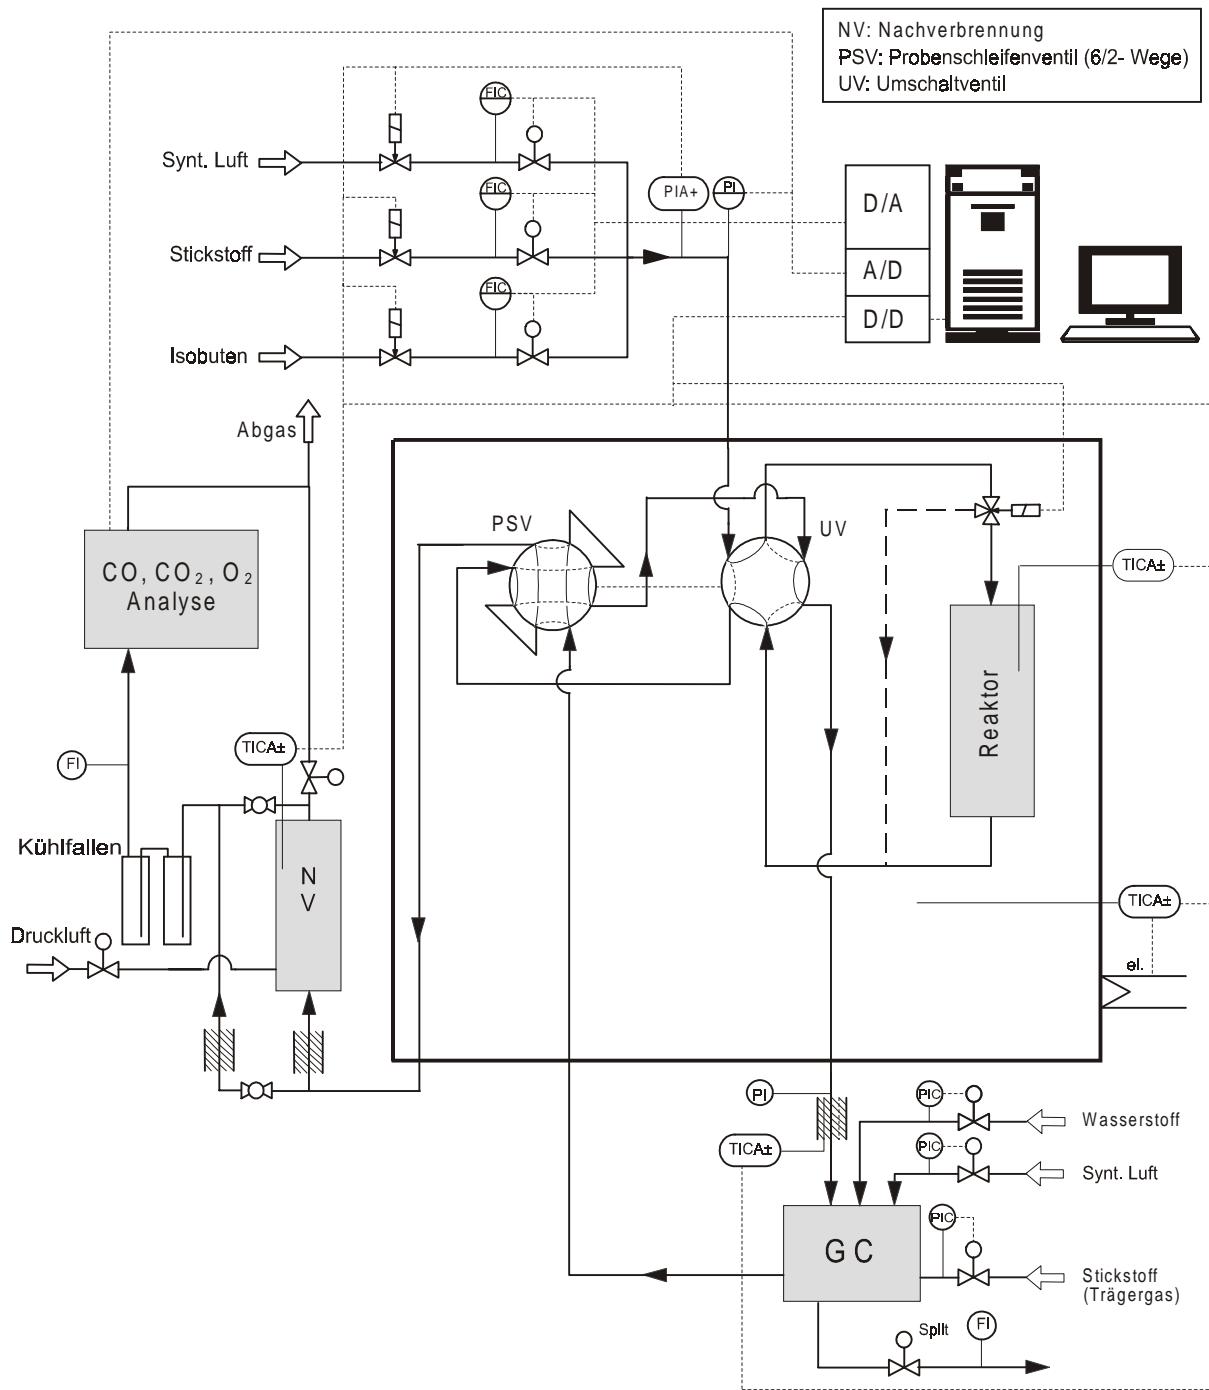 NV: Nachverbrennung
PSV: Probenschleifenventil (6/2- Wege)
UV: Umschaltventil
FIC
Synt. Luft
FIC
PIA+
PI
D/A
Stickstoff
A/D
FIC
D/D
Isobuten
Abgas
PSV
UV
CO, CO₂, O₂
Analyse
TICA±
Reaktor
TICA±
FI
Kühlfallen
N
V
TICA±
Druckluft
el.
PI
PIC
Wasserstoff
TICA±
PIC
Synt. Luft
PIC
GC
Stickstoff
(Trägergas)
Split
FI